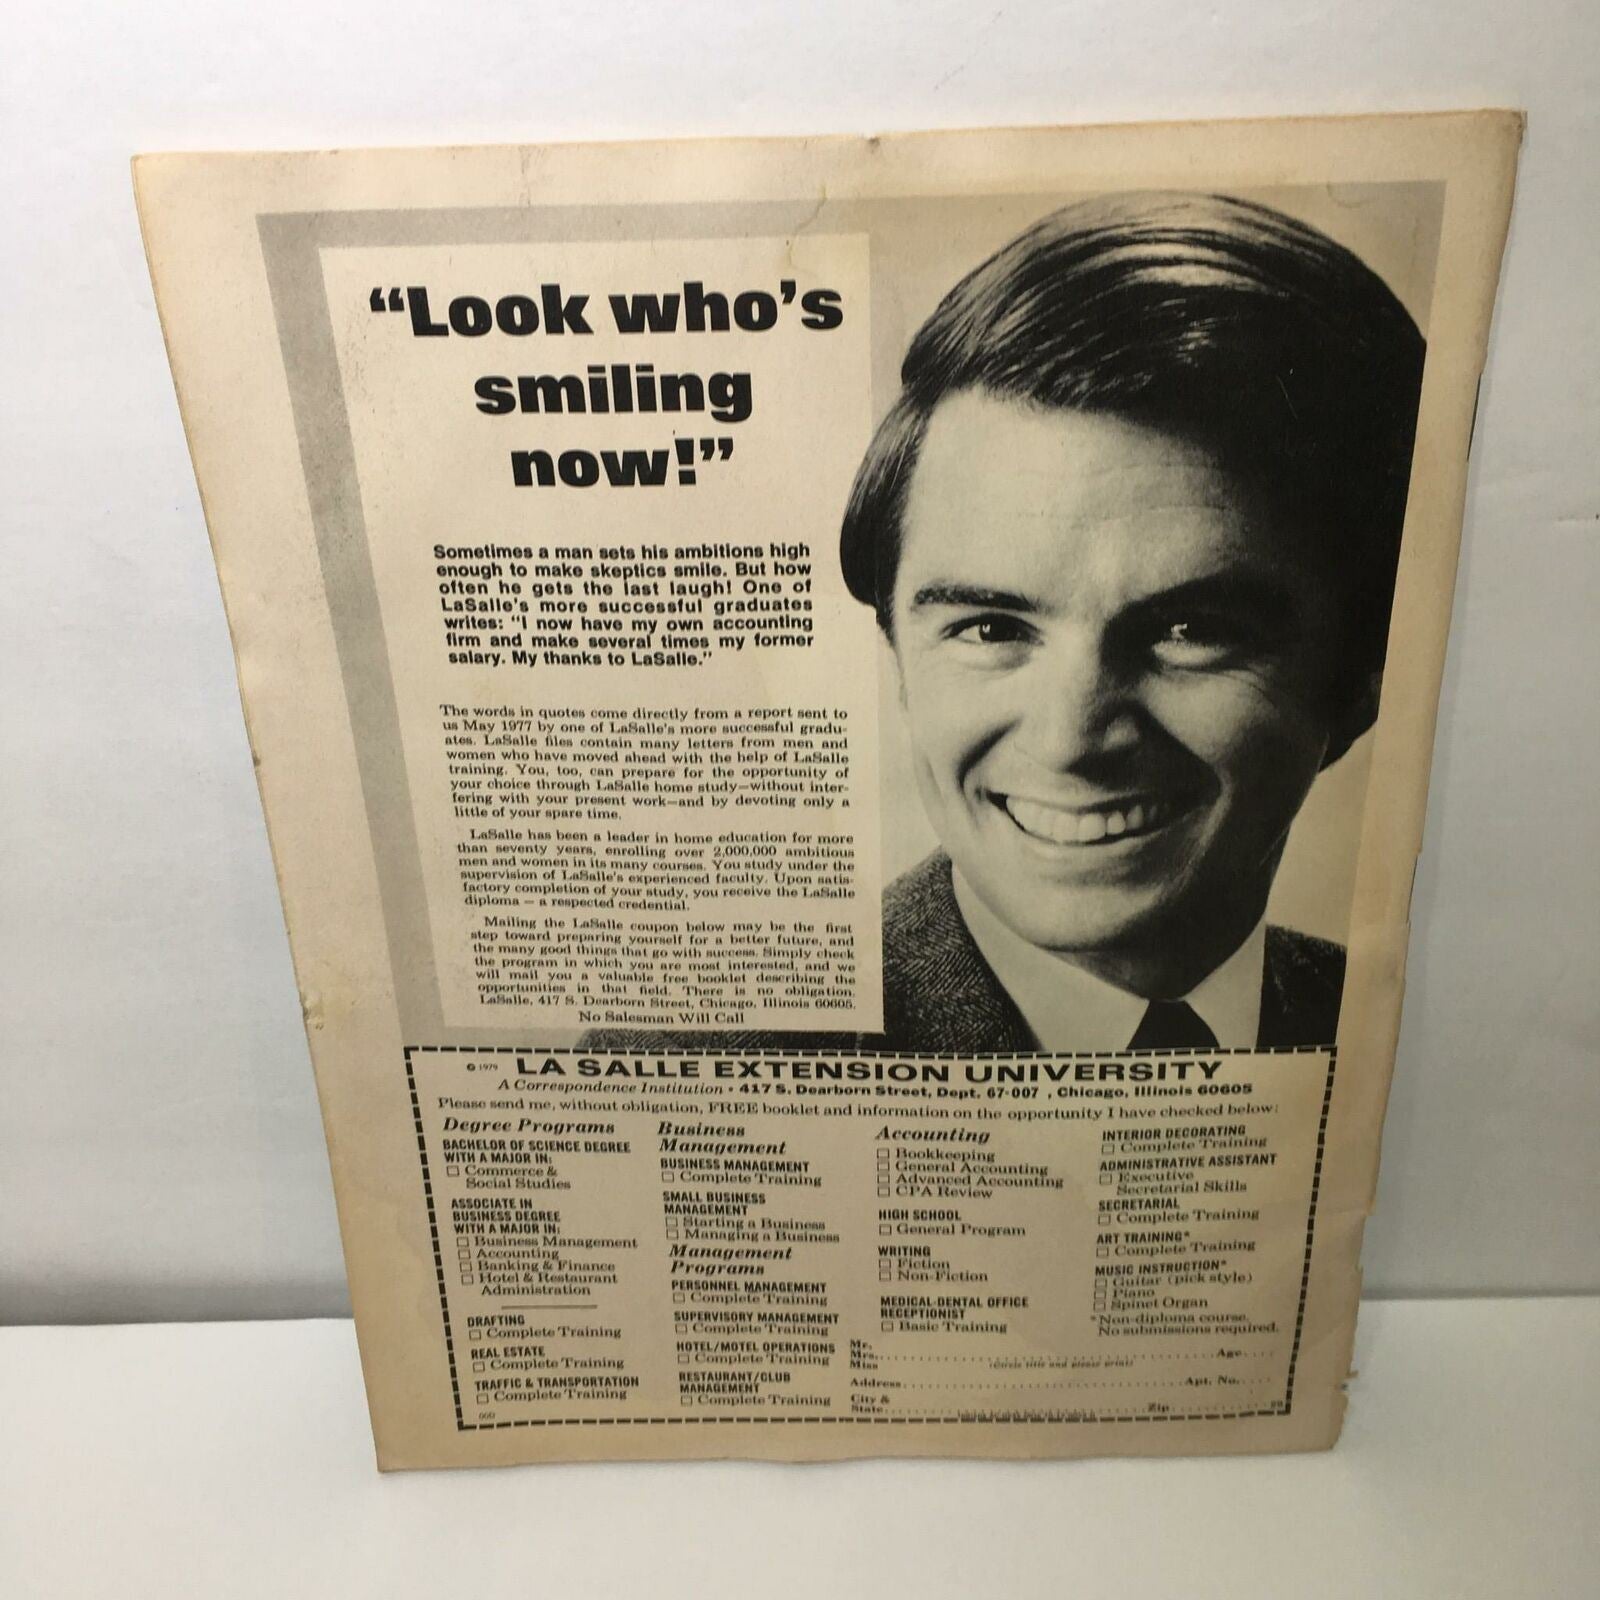 “Look who’s
smiling
now!”
Sometimes a man sets his ambitions high
enough to make skeptics smile. But how
often he gets the last laugh! One of
LaSalle's more successful graduates
writes: "I now have my own accounting
firm and make several times my former
salary. My thanks to LaSalle."
The words in quotes come directly from a report sent to
us May 1977 by one of LaSalle's more successful gradu-
ates. LaSalle files contain many letters from men and
women who have moved ahead with the help of LaSalle
training. You, too, can prepare for the opportunity of
your choice through LaSalle home study—without inter-
fering with your present work—and by devoting only a
little of your spare time.
LaSalle has been a leader in home education for more
than seventy years, enrolling over 2,000,000 ambitious
men and women in its many courses. You study under the
supervision of LaSalle's experienced faculty. Upon satis-
factory completion of your study, you receive the LaSalle
diploma — a respected credential.
Mailing the LaSalle coupon below may be the first
step toward preparing yourself for a better future, and
the many good things that go with success. Simply check
the program in which you are most interested, and we
will mail you a valuable free booklet describing the
opportunities in that field. There is no obligation.
LaSalle, 417 S. Dearborn Street, Chicago, Illinois 60605.
No Salesman Will Call
© 1979 LA SALLE EXTENSION UNIVERSITY
A Correspondence Institution • 417 S. Dearborn Street, Dept. 67-007 , Chicago, Illinois 60605
Please send me, without obligation, FREE booklet and information on the opportunity I have checked below:
Degree Programs
BACHELOR OF SCIENCE DEGREE
WITH A MAJOR IN:
☐ Commerce &
Social Studies
ASSOCIATE IN
BUSINESS DEGREE
WITH A MAJOR IN:
☐ Business Management
☐ Accounting
☐ Banking & Finance
☐ Hotel & Restaurant
Administration
DRAFTING
☐ Complete Training
REAL ESTATE
☐ Complete Training
TRAFFIC & TRANSPORTATION
☐ Complete Training
Business
Management
BUSINESS MANAGEMENT
☐ Complete Training
SMALL BUSINESS
MANAGEMENT
☐ Starting a Business
☐ Managing a Business
Management
Programs
PERSONNEL MANAGEMENT
☐ Complete Training
SUPERVISORY MANAGEMENT
☐ Complete Training
HOTEL/MOTEL OPERATIONS
☐ Complete Training
RESTAURANT/CLUB
MANAGEMENT
☐ Complete Training
Accounting
☐ Bookkeeping
☐ General Accounting
☐ Advanced Accounting
☐ CPA Review
HIGH SCHOOL
☐ General Program
WRITING
☐ Fiction
☐ Non-Fiction
MEDICAL-DENTAL OFFICE
RECEPTIONIST
☐ Basic Training
INTERIOR DECORATING
☐ Complete Training
ADMINISTRATIVE ASSISTANT
☐ Executive
Secretarial Skills
SECRETARIAL
☐ Complete Training
ART TRAINING*
☐ Complete Training
MUSIC INSTRUCTION*
☐ Guitar (pick style)
☐ Piano
☐ Spinet Organ
*Non-diploma course.
No submissions required.
Mr.
Mrs. Age
Miss (Circle title and please print)
Address Apt. No.
City &
State Zip